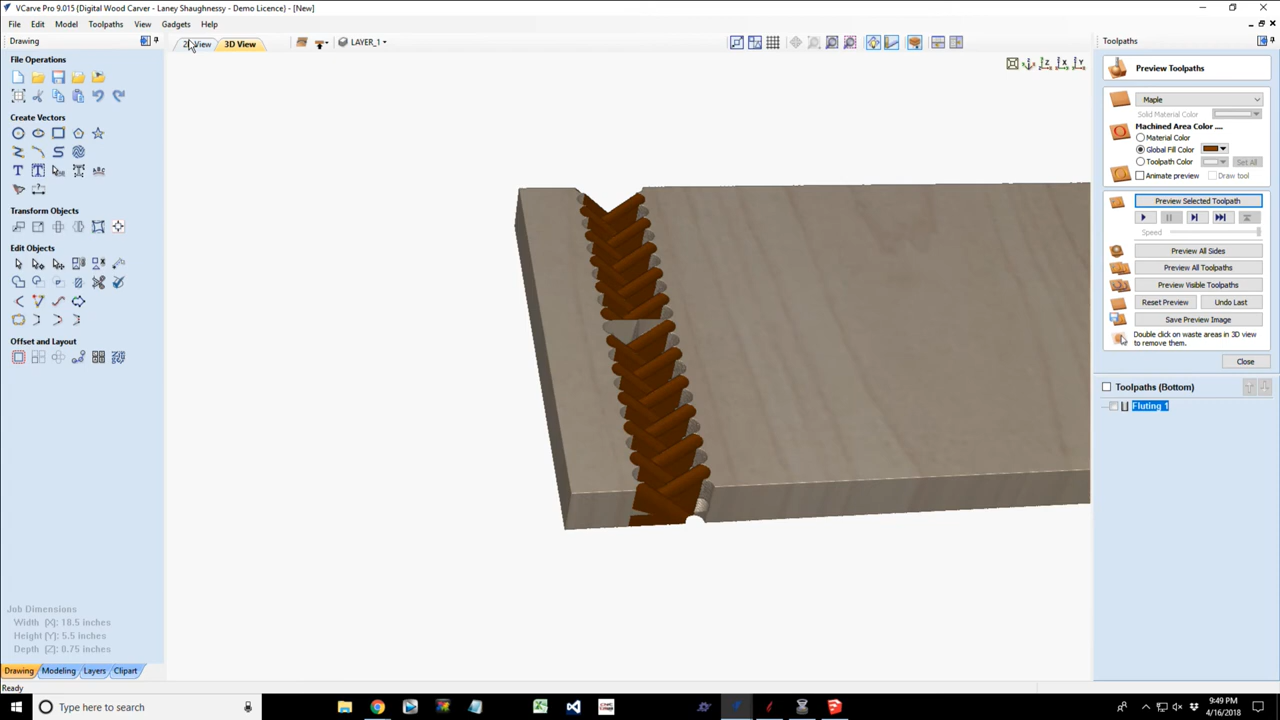 VCarve Pro 9.015 {Digital Wood Carver - Laney Shaughnessy - Demo Licence} - [New]
File Edit Model Toolpaths View Gadgets Help
Drawing
2D View 3D View LAYER_1
Toolpaths
File Operations
Create Vectors
Transform Objects
Edit Objects
Offset and Layout
Job Dimensions
Width (X): 18.5 inches
Height (Y): 5.5 inches
Depth (Z): 0.75 inches
Drawing Modeling Layers Clipart
Ready
Preview Toolpaths
Maple
Solid Material Color
Machined Area Color ....
Material Color
Global Fill Color
Toolpath Color Set All
Animate preview Draw tool
Preview Selected Toolpath
Speed
Preview All Sides
Preview All Toolpaths
Preview Visible Toolpaths
Reset Preview Undo Last
Save Preview Image
Double click on waste areas in 3D view
to remove them.
Close
Toolpaths (Bottom)
Fluting 1
Type here to search
9:49 PM
4/16/2018